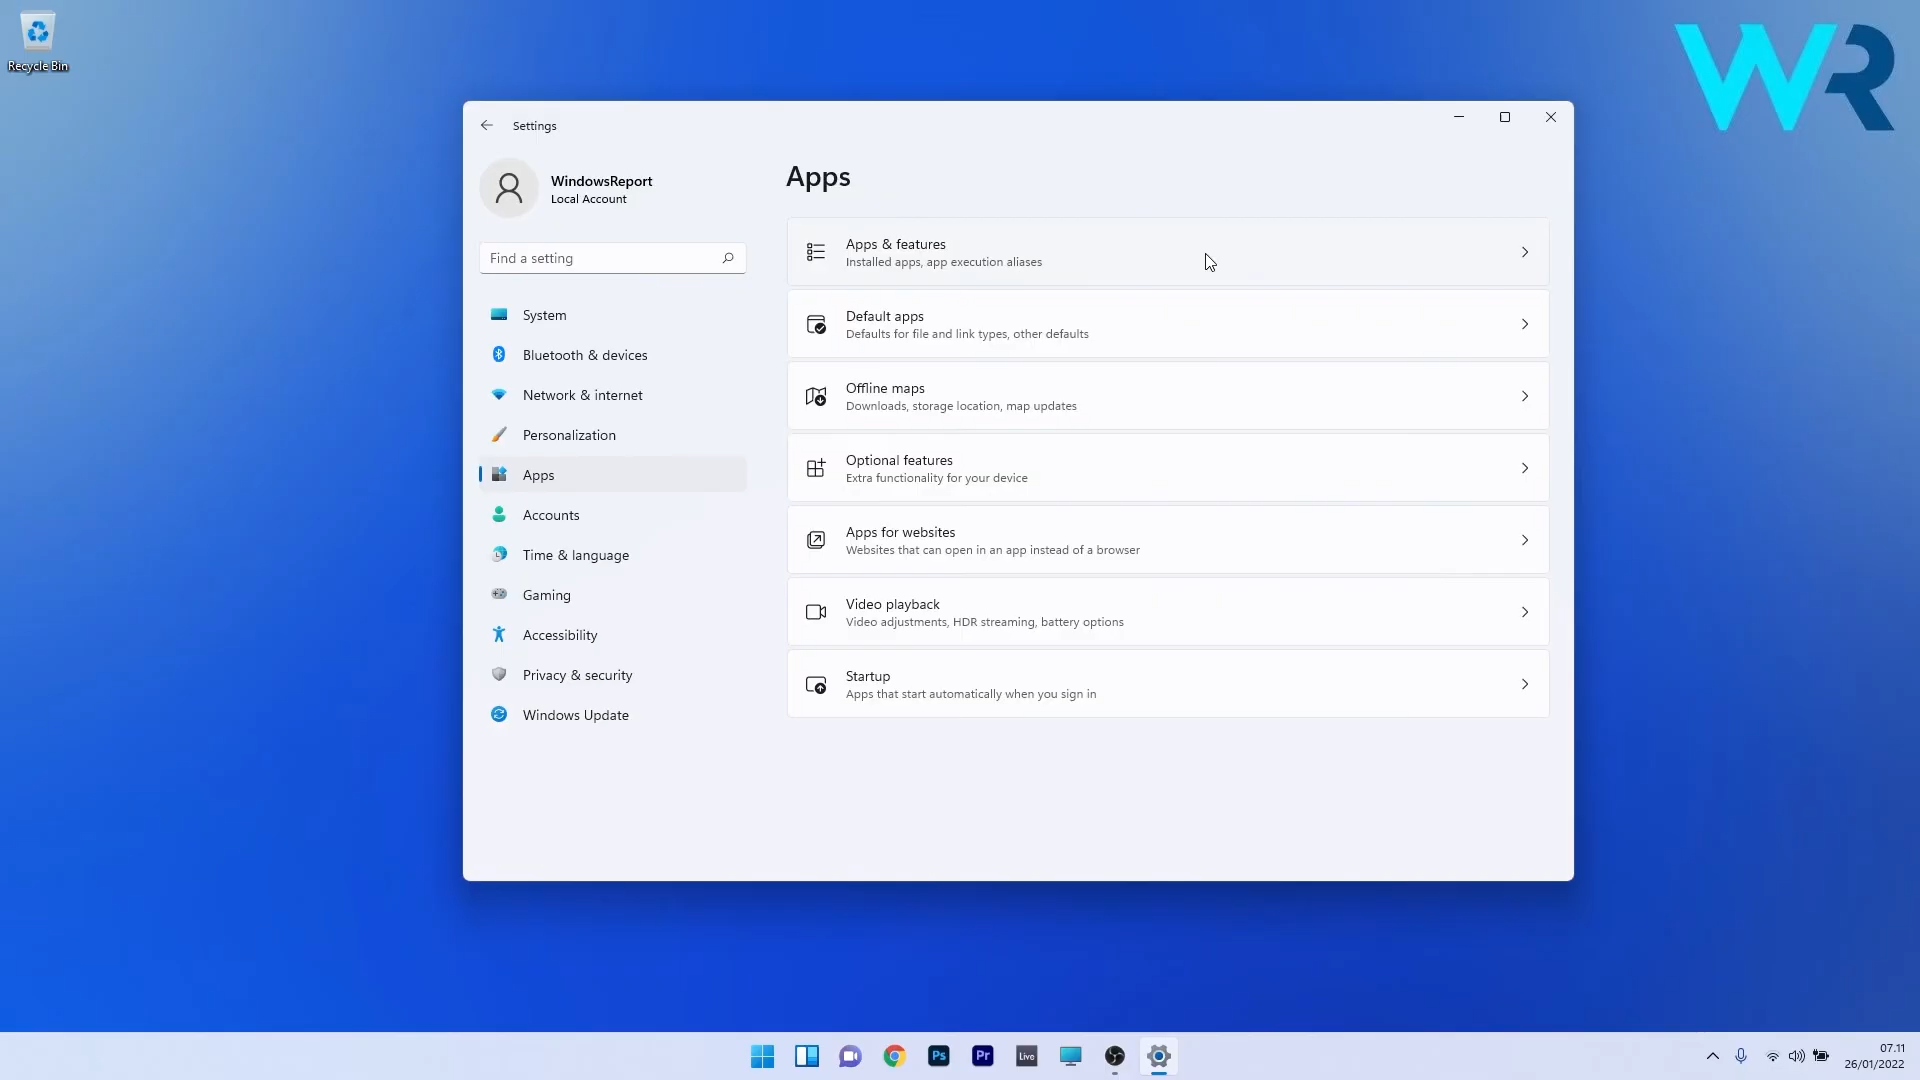 Recycle Bin
WR
Settings
WindowsReport
Local Account
Find a setting
System
Bluetooth & devices
Network & internet
Personalization
Apps
Accounts
Time & language
Gaming
Accessibility
Privacy & security
Windows Update
Apps
Apps & features
Installed apps, app execution aliases
Default apps
Defaults for file and link types, other defaults
Offline maps
Downloads, storage location, map updates
Optional features
Extra functionality for your device
Apps for websites
Websites that can open in an app instead of a browser
Video playback
Video adjustments, HDR streaming, battery options
Startup
Apps that start automatically when you sign in
Ps
Pr
Live
07.11
26/01/2022